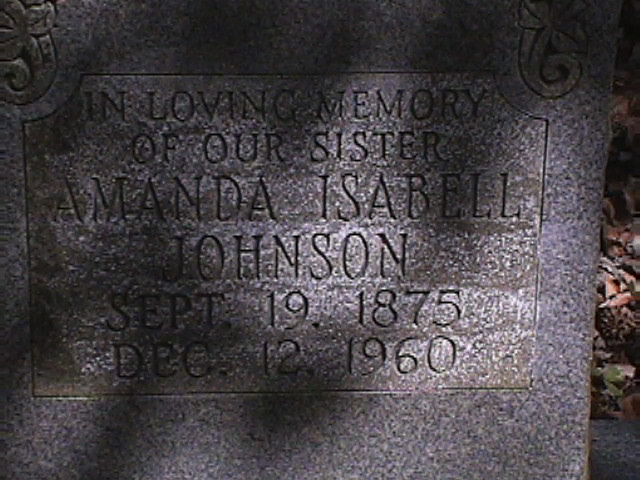 IN LOVING MEMORY
OF OUR SISTER
AMANDA ISABELL
JOHNSON
SEPT. 19, 1875
DEC. 12, 1960